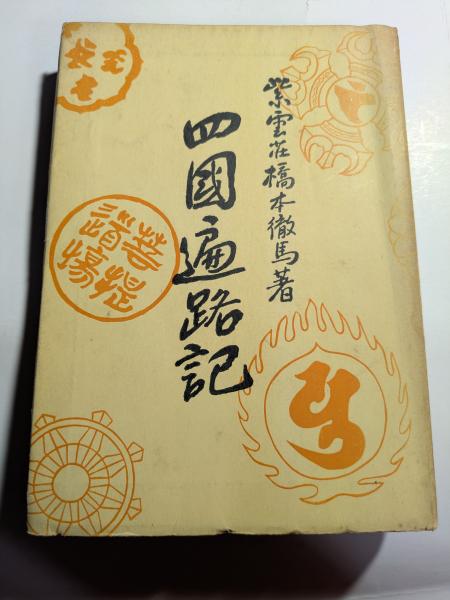 紫雲荘橋本徹馬著
四國遍路記
菩提
道場